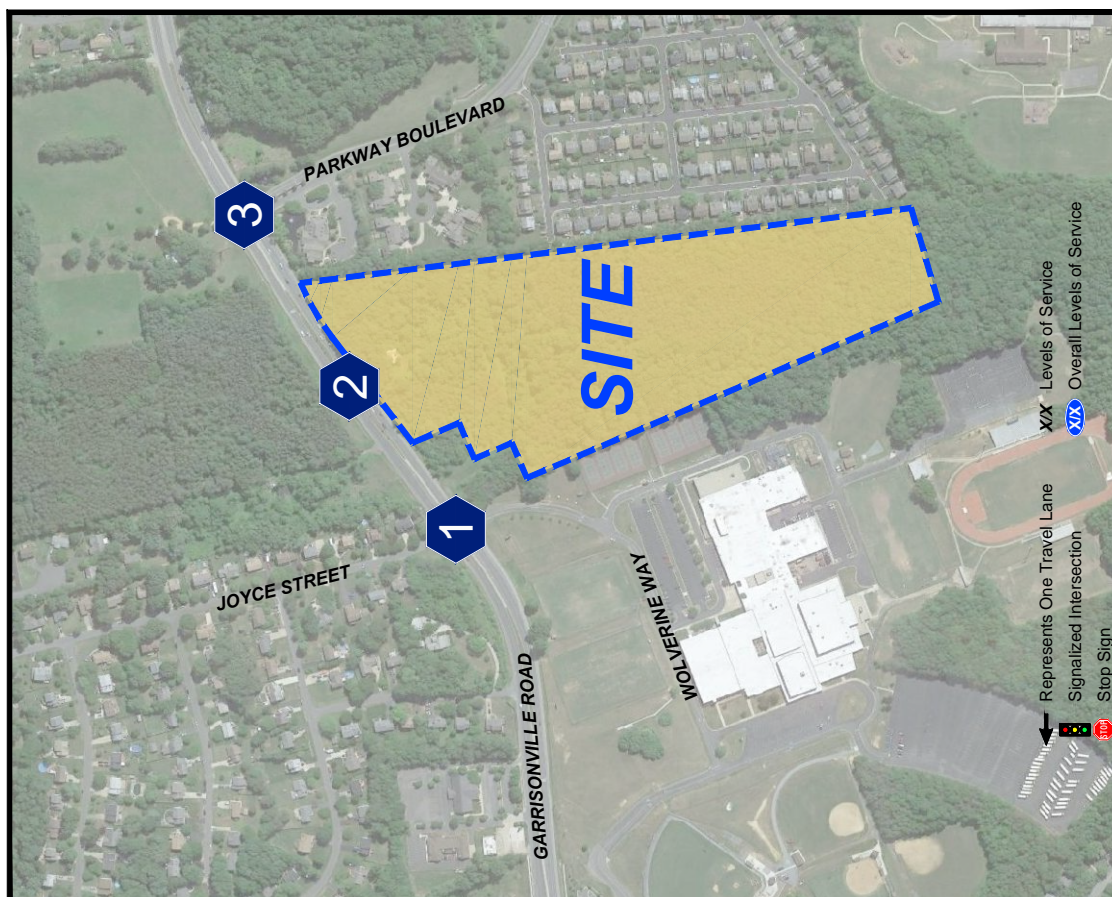 3
PARKWAY BOULEVARD
2
SITE
1
JOYCE STREET
GARRISONVILLE ROAD
WOLVERINE WAY
Represents One Travel Lane
Signalized Intersection
STOP
Stop Sign
X/X Levels of Service
X/X Overall Levels of Service